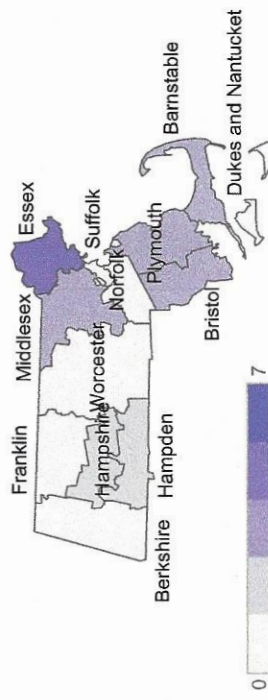 Franklin
Middlesex
Essex
Suffolk
Worcester
Norfolk
Hampshire
Plymouth
Barnstable
Berkshire
Hampden
Bristol
Dukes and Nantucket
0
7